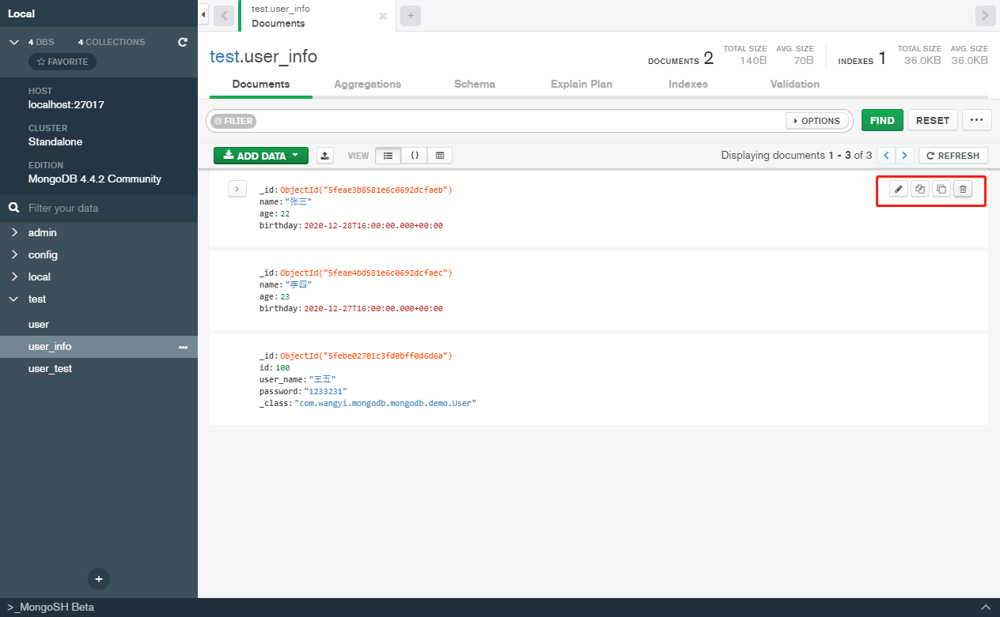 Local
4 DBS 4 COLLECTIONS
FAVORITE
HOST
localhost:27017
CLUSTER
Standalone
EDITION
MongoDB 4.4.2 Community
Filter your data
admin
config
local
test
user
user_info
user_test
>_MongoSH Beta
test.user_info
Documents
test.user_info
DOCUMENTS 2 TOTAL SIZE 140B AVG. SIZE 70B INDEXES 1 TOTAL SIZE 36.0KB AVG. SIZE 36.0KB
Documents Aggregations Schema Explain Plan Indexes Validation
FILTER OPTIONS FIND RESET
ADD DATA VIEW Displaying documents 1 - 3 of 3 REFRESH
_id:ObjectId("5feae3b8581e6c0692dcfaeb")
name:"张三"
age:22
birthday:2020-12-28T16:00:00.000+00:00
_id:ObjectId("5feae4bd581e6c0692dcfaec")
name:"李四"
age:23
birthday:2020-12-27T16:00:00.000+00:00
_id:ObjectId("5febe02701c3fd0bff0d6d6a")
id:100
user_name:"王五"
password:"1233231"
_class:"com.wangyi.mongodb.mongodb.demo.User"